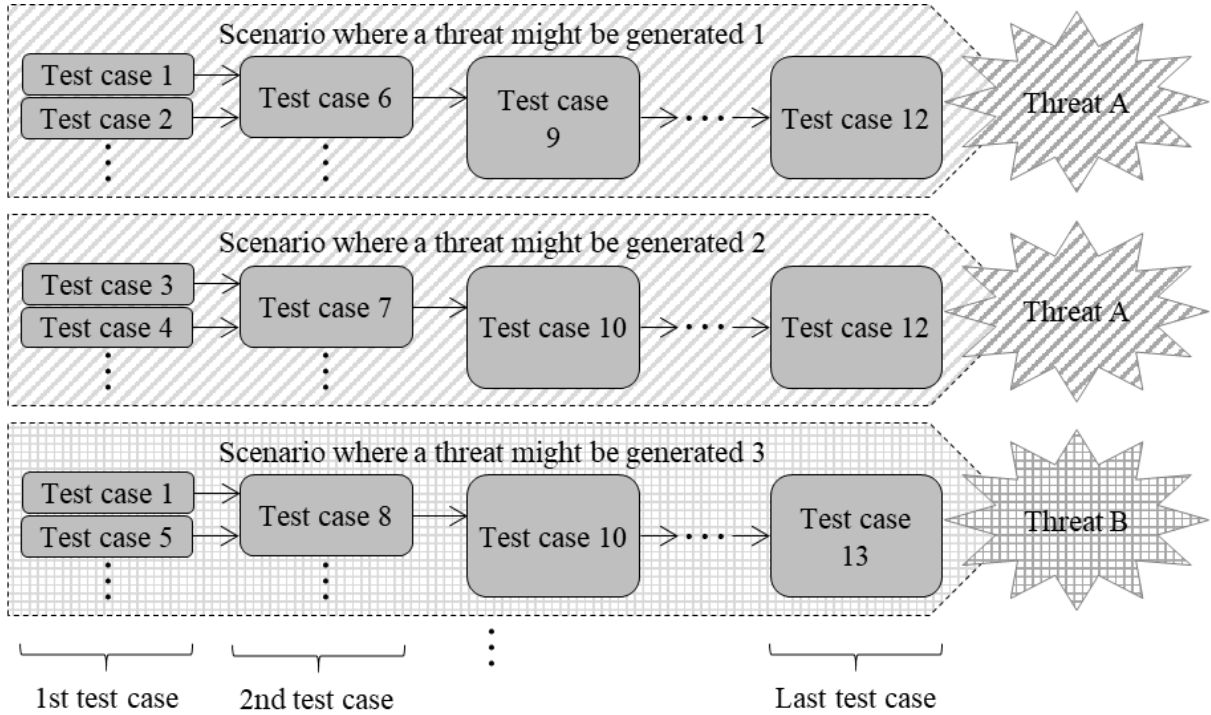 Scenario where a threat might be generated 1
Test case 1
Test case 2
Test case 6
Test case
9
Test case 12
Threat A
Scenario where a threat might be generated 2
Test case 3
Test case 4
Test case 7
Test case 10
Test case 12
Threat A
Scenario where a threat might be generated 3
Test case 1
Test case 5
Test case 8
Test case 10
Test case
13
Threat B
1st test case
2nd test case
Last test case